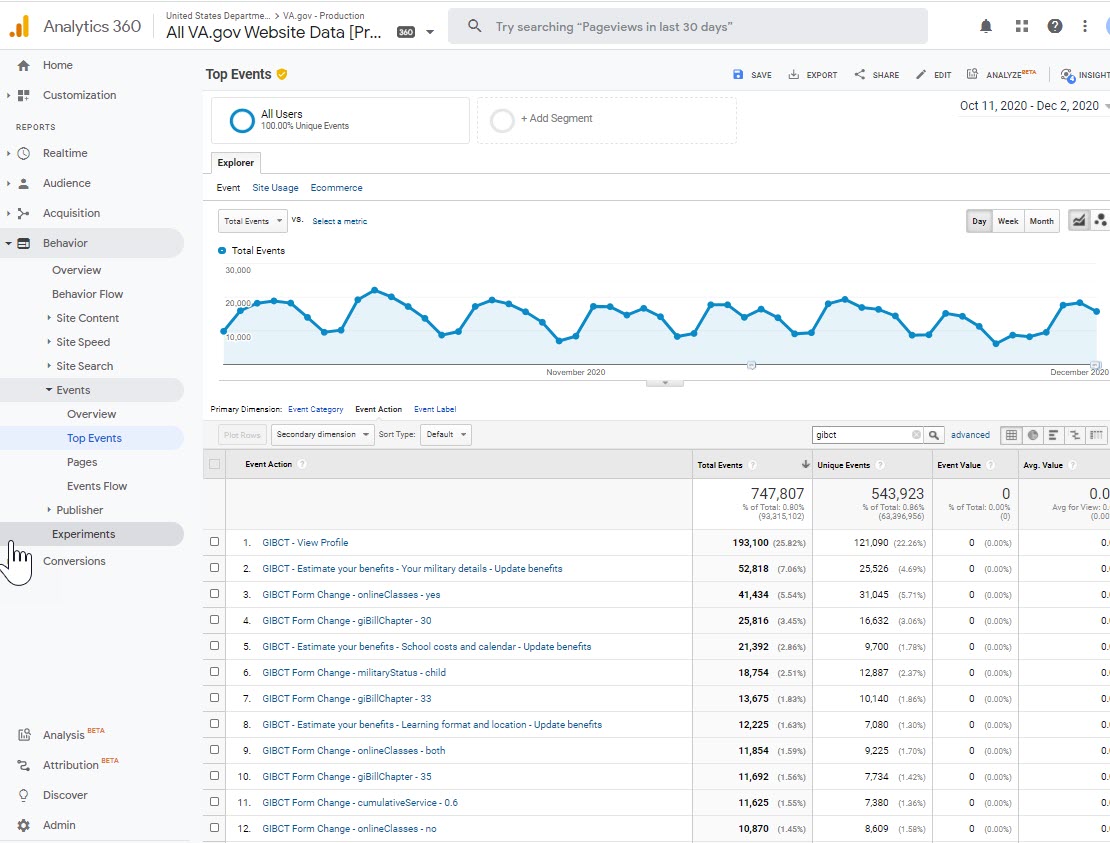 Analytics 360
United States Departme... > VA.gov - Production
All VA.gov Website Data [Pr... 360
Try searching “Pageviews in last 30 days”
Home
Customization
REPORTS
Realtime
Audience
Acquisition
Behavior
Overview
Behavior Flow
Site Content
Site Speed
Site Search
Events
Overview
Top Events
Pages
Events Flow
Publisher
Experiments
Conversions
Analysis BETA
Attribution BETA
Discover
Admin
Top Events
SAVE EXPORT SHARE EDIT ANALYZE BETA 4 INSIGHT
All Users
100.00% Unique Events
+ Add Segment
Oct 11, 2020 - Dec 2, 2020
Explorer
Event Site Usage Ecommerce
Total Events VS. Select a metric
Day Week Month
Total Events
30,000
20,000
10,000
November 2020 December 2020
Primary Dimension: Event Category Event Action Event Label
Plot Rows Secondary dimension Sort Type: Default gibct advanced
Event Action ? Total Events ? Unique Events ? Event Value ? Avg. Value ?
747,807 543,923 0 0.0
% of Total: 0.80% % of Total: 0.86% % of Total: 0.00% Avg for View: 0.
(93,315,102) (63,396,956) (0) (0.00
1. GIBCT - View Profile 193,100 (25.82%) 121,090 (22.26%) 0 (0.00%) 0.
2. GIBCT - Estimate your benefits - Your military details - Update benefits 52,818 (7.06%) 25,526 (4.69%) 0 (0.00%) 0.
3. GIBCT Form Change - onlineClasses - yes 41,434 (5.54%) 31,045 (5.71%) 0 (0.00%) 0.
4. GIBCT Form Change - giBillChapter - 30 25,816 (3.45%) 16,632 (3.06%) 0 (0.00%) 0.
5. GIBCT - Estimate your benefits - School costs and calendar - Update benefits 21,392 (2.86%) 9,700 (1.78%) 0 (0.00%) 0.
6. GIBCT Form Change - militaryStatus - child 18,754 (2.51%) 12,887 (2.37%) 0 (0.00%) 0.
7. GIBCT Form Change - giBillChapter - 33 13,675 (1.83%) 10,140 (1.86%) 0 (0.00%) 0.
8. GIBCT - Estimate your benefits - Learning format and location - Update benefits 12,225 (1.63%) 7,080 (1.30%) 0 (0.00%) 0.
9. GIBCT Form Change - onlineClasses - both 11,854 (1.59%) 9,225 (1.70%) 0 (0.00%) 0.
10. GIBCT Form Change - giBillChapter - 35 11,692 (1.56%) 7,734 (1.42%) 0 (0.00%) 0.
11. GIBCT Form Change - cumulativeService - 0.6 11,625 (1.55%) 7,380 (1.36%) 0 (0.00%) 0.
12. GIBCT Form Change - onlineClasses - no 10,870 (1.45%) 8,609 (1.58%) 0 (0.00%) 0.